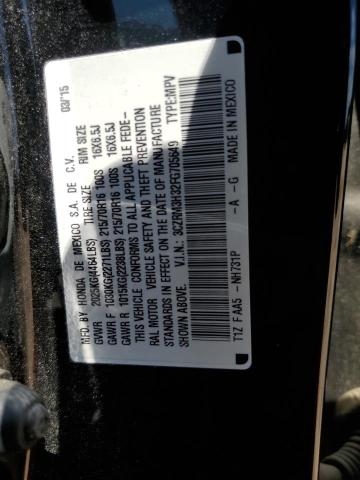 MFD. BY HONDA DE MEXICO S.A. DE C.V. 03/15
GVWR 2025KG(4464LBS) TIRE SIZE RIM SIZE
GAWR F 1030KG(2271LBS) 215/70R16 100S 16X6.5J
GAWR R 1015KG(2238LBS) 215/70R16 100S 16X6.5J
THIS VEHICLE CONFORMS TO ALL APPLICABLE FEDE-
RAL MOTOR VEHICLE SAFETY AND THEFT PREVENTION
STANDARDS IN EFFECT ON THE DATE OF MANUFACTURE
SHOWN ABOVE.
V.I.N.: 3CZRM3H32FG705649 TYPE:MPV
T1Z FAA5 -NH731P -A -G MADE IN MEXICO